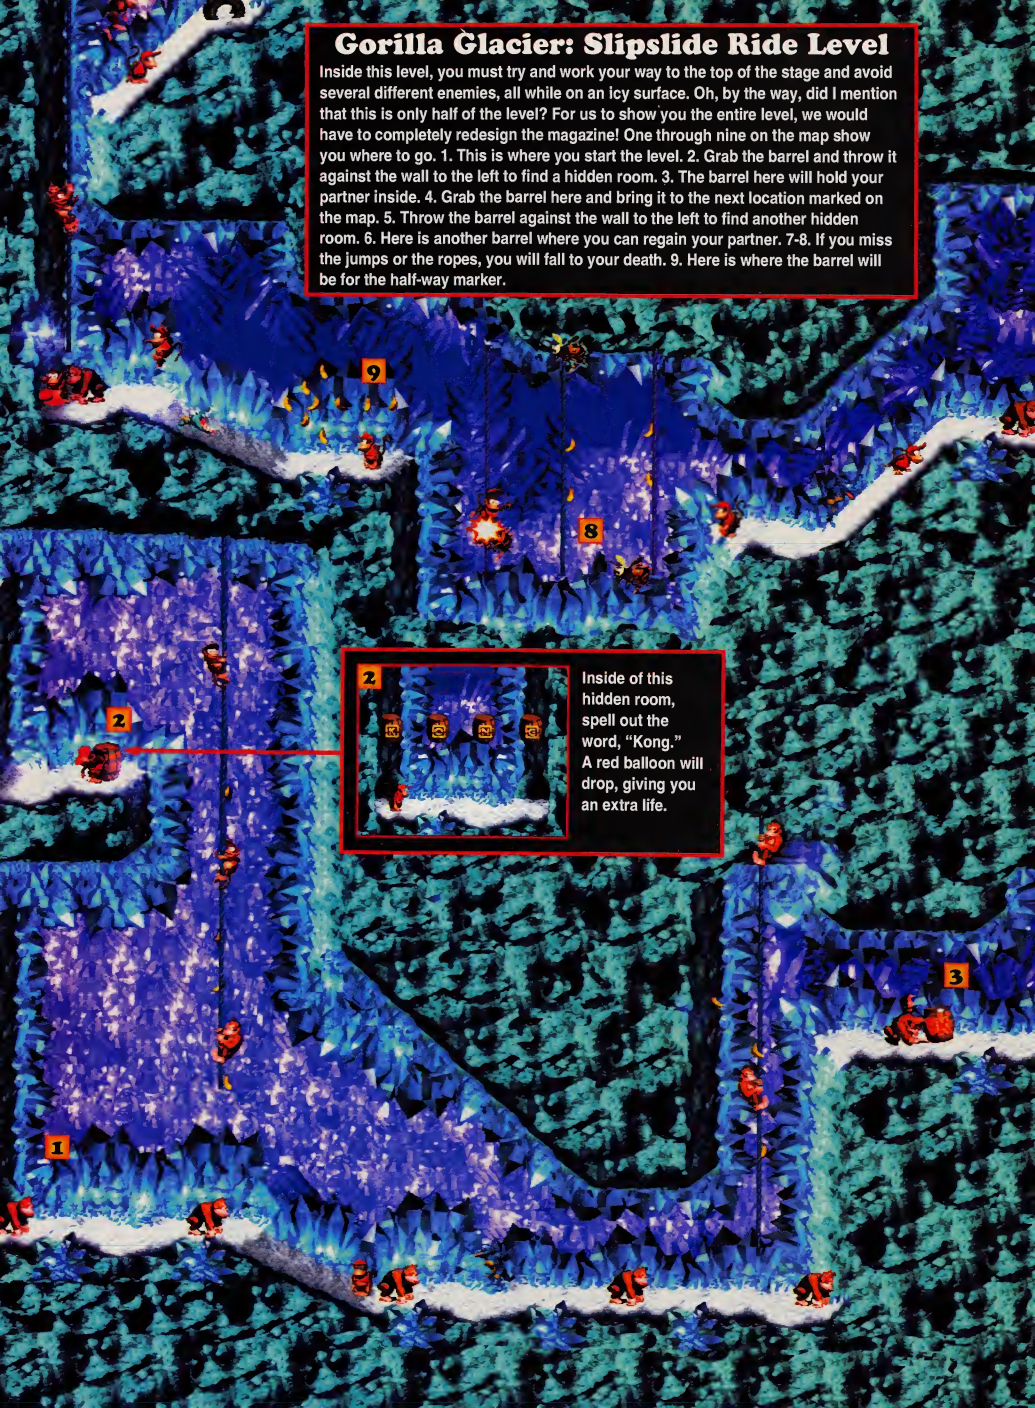 Gorilla Glacier: Slipslide Ride Level
Inside this level, you must try and work your way to the top of the stage and avoid
several different enemies, all while on an icy surface. Oh, by the way, did I mention
that this is only half of the level? For us to show you the entire level, we would
have to completely redesign the magazine! One through nine on the map show
you where to go. 1. This is where you start the level. 2. Grab the barrel and throw it
against the wall to the left to find a hidden room. 3. The barrel here will hold your
partner inside. 4. Grab the barrel here and bring it to the next location marked on
the map. 5. Throw the barrel against the wall to the left to find another hidden
room. 6. Here is another barrel where you can regain your partner. 7-8. If you miss
the jumps or the ropes, you will fall to your death. 9. Here is where the barrel will
be for the half-way marker.
9
8
2
2
K O N G
Inside of this
hidden room,
spell out the
word, “Kong.”
A red balloon will
drop, giving you
an extra life.
3
1